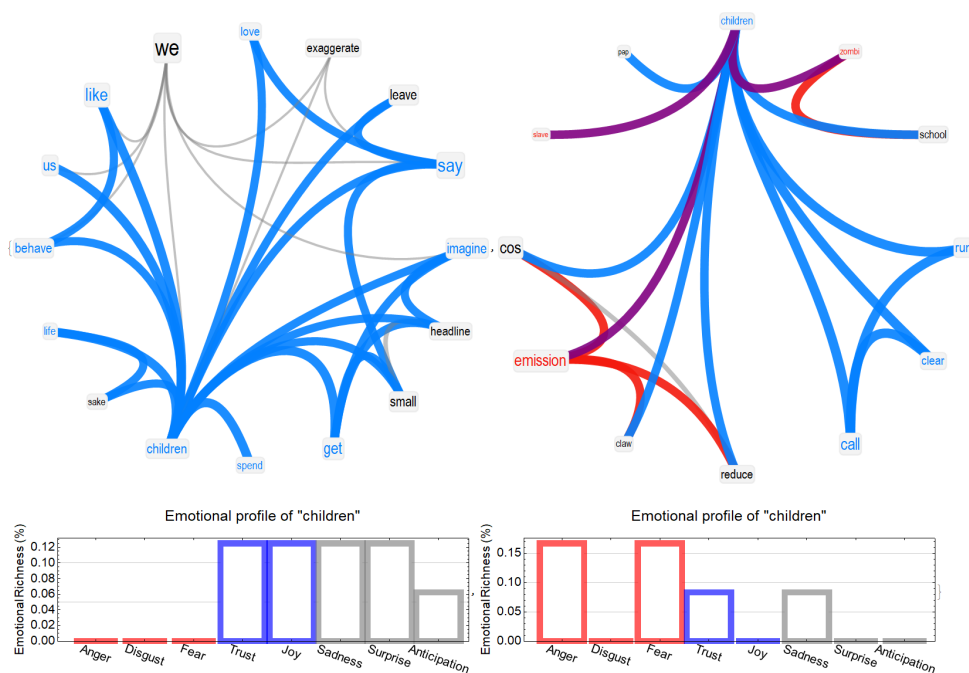 we
love
exaggerate
like
leave
us
say
{ behave
imagine ,
life
headline
sake
small
children
spend
get
children
pap
zombi
slave
school
cos
run
emission
clear
claw
call
reduce
Emotional profile of "children"
Emotional Richness (%)
0.12
0.10
0.08
0.06
0.04
0.02
0.00
Anger Disgust Fear Trust Joy Sadness Surprise Anticipation
,
Emotional profile of "children"
Emotional Richness (%)
0.15
0.10
0.05
0.00
Anger Disgust Fear Trust Joy Sadness Surprise Anticipation
}